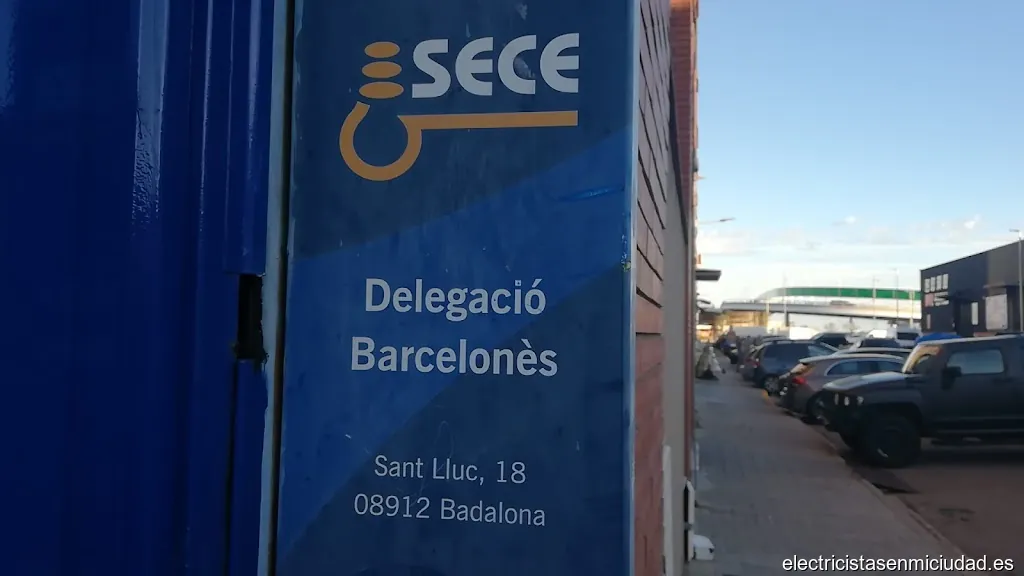 SECE
Delegació
Barcelonès
Sant Lluc, 18
08912 Badalona
electricistasenmiciudad.es